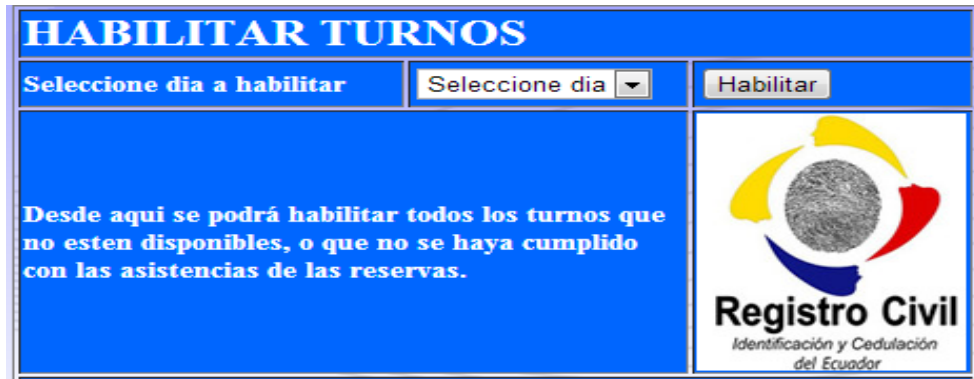 HABILITAR TURNOS
Seleccione dia a habilitar
Seleccione dia
Habilitar
Desde aqui se podrá habilitar todos los turnos que
no esten disponibles, o que no se haya cumplido
con las asistencias de las reservas.
Registro Civil
Identificación y Cedulación
del Ecuador